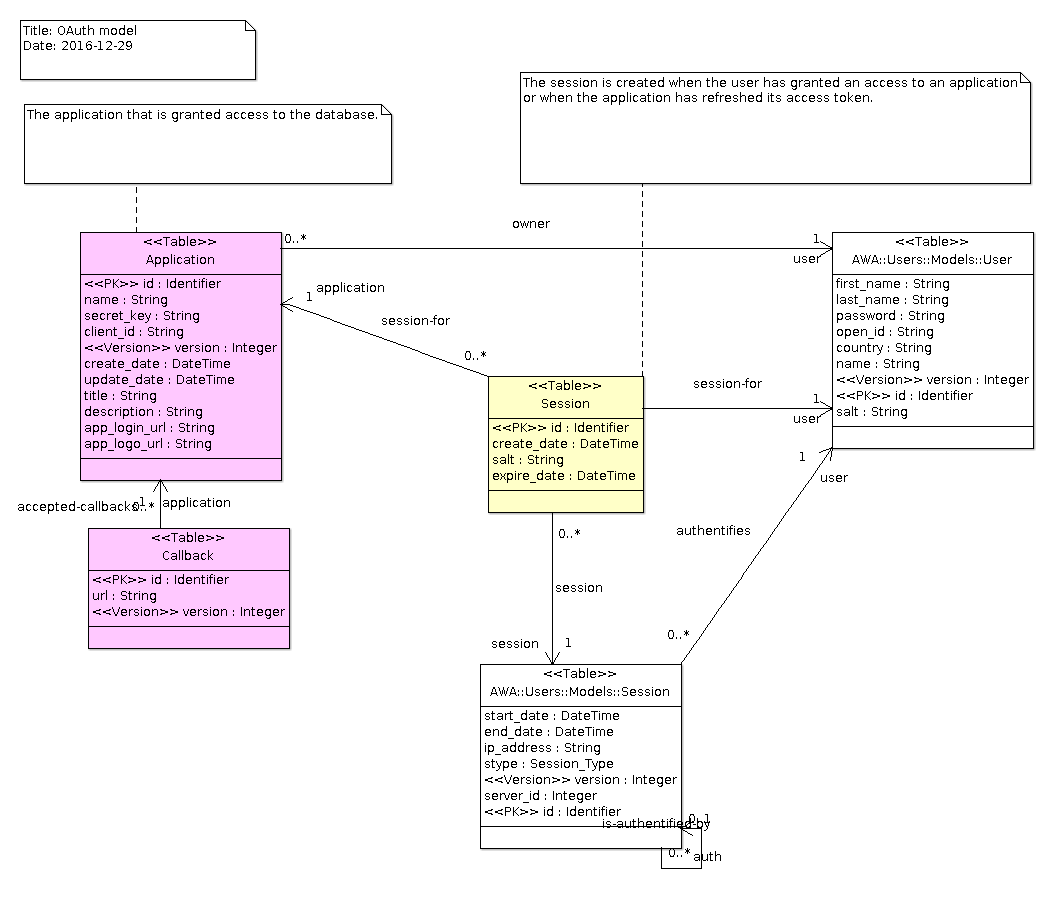 Title: OAuth model
Date: 2016-12-29
The session is created when the user has granted an access to an application
or when the application has refreshed its access token.
The application that is granted access to the database.
owner
0..*
1
user
<<Table>>
Application
<<PK>> id : Identifier
name : String
secret_key : String
client_id : String
<<Version>> version : Integer
create_date : DateTime
update_date : DateTime
title : String
description : String
app_login_url : String
app_logo_url : String
<<Table>>
AWA::Users::Models::User
first_name : String
last_name : String
password : String
open_id : String
country : String
name : String
<<Version>> version : Integer
<<PK>> id : Identifier
salt : String
1
application
session-for
0..*
<<Table>>
Session
<<PK>> id : Identifier
create_date : DateTime
salt : String
expire_date : DateTime
session-for
1
user
1
user
authentifies
0..*
accepted-callbacks
1
0..*
application
<<Table>>
Callback
<<PK>> id : Identifier
url : String
<<Version>> version : Integer
0..*
session
session
1
<<Table>>
AWA::Users::Models::Session
start_date : DateTime
end_date : DateTime
ip_address : String
stype : Session_Type
<<Version>> version : Integer
server_id : Integer
<<PK>> id : Identifier
0..1
is-authentified-by
0..*
auth